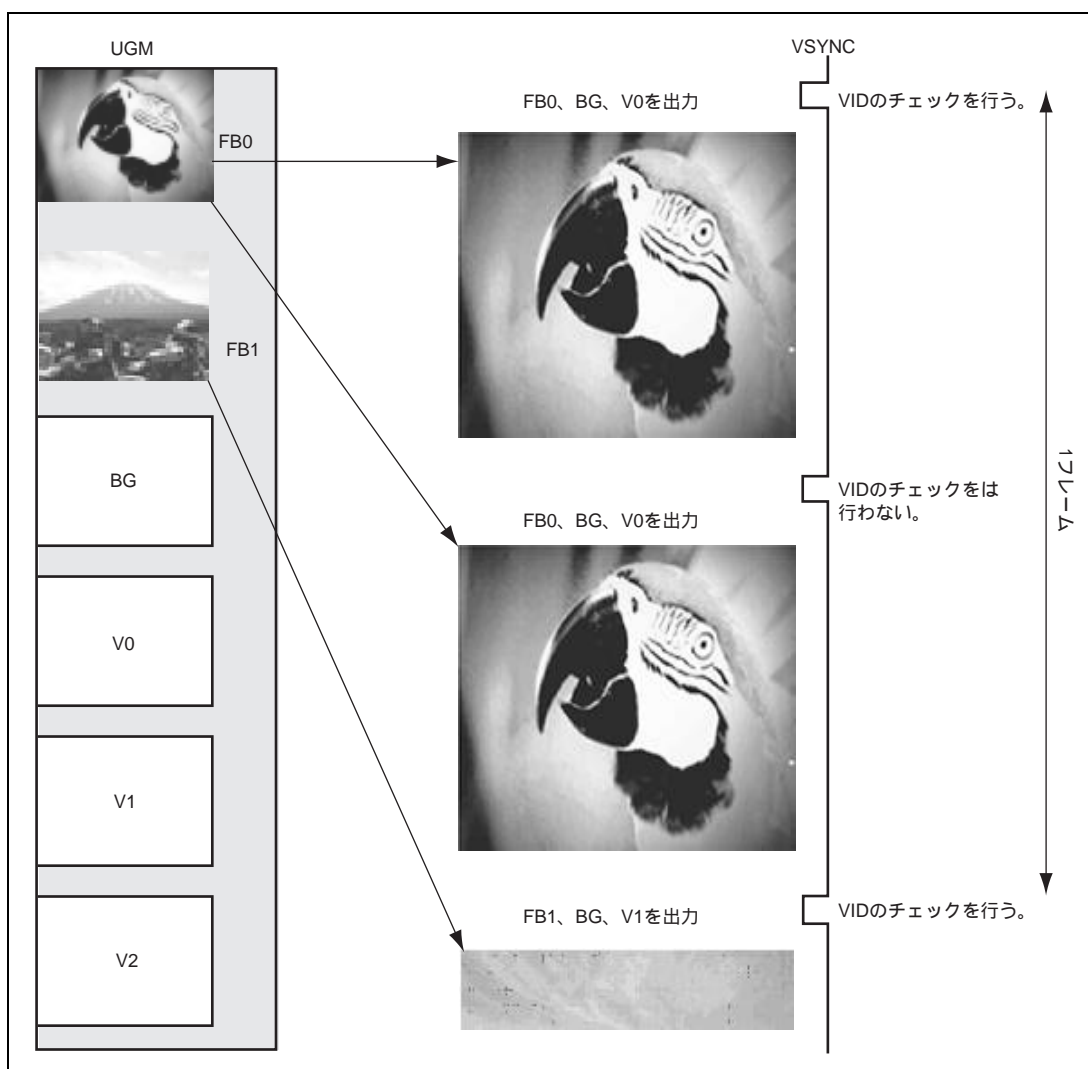 UGM
FB0
FB1
BG
V0
V1
V2
FB0、BG、V0を出力
FB0、BG、V0を出力
FB1、BG、V1を出力
VSYNC
VIDのチェックを行う。
VIDのチェックをは
行わない。
VIDのチェックを行う。
1フレーム